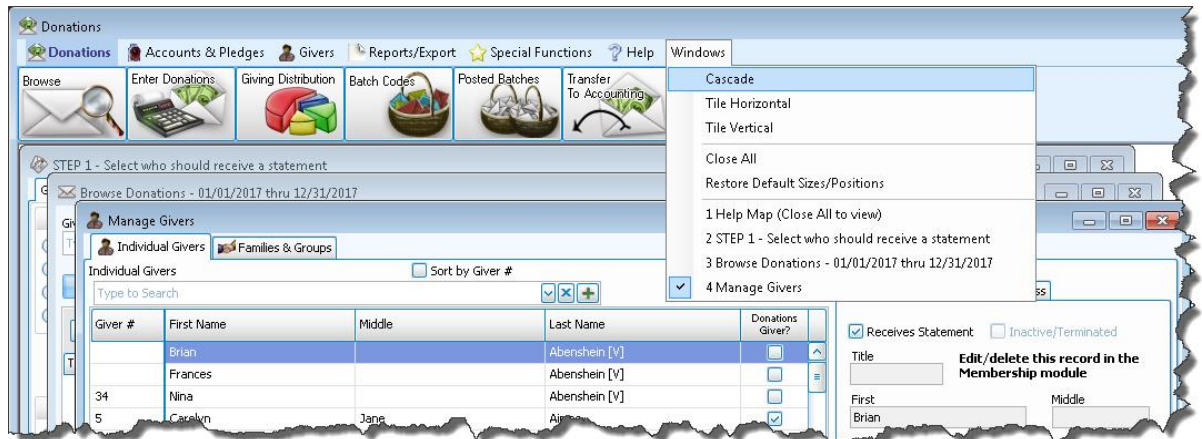 Donations
Donations Accounts & Pledges Givers Reports/Export Special Functions Help Windows
Browse Enter Donations Giving Distribution Batch Codes Posted Batches Transfer To Accounting
Cascade
Tile Horizontal
Tile Vertical
Close All
Restore Default Sizes/Positions
1 Help Map (Close All to view)
2 STEP 1 - Select who should receive a statement
3 Browse Donations - 01/01/2017 thru 12/31/2017
4 Manage Givers
STEP 1 - Select who should receive a statement
Browse Donations - 01/01/2017 thru 12/31/2017
Manage Givers
Individual Givers Families & Groups
Individual Givers Sort by Giver #
Type to Search
Giver # First Name Middle Last Name Donations Giver?
Brian Abenshein [V]
Frances Abenshein [V]
34 Nina Abenshein [V]
5 Carolyn Jane
Receives Statement Inactive/Terminated
Title Edit/delete this record in the
Membership module
First Middle
Brian